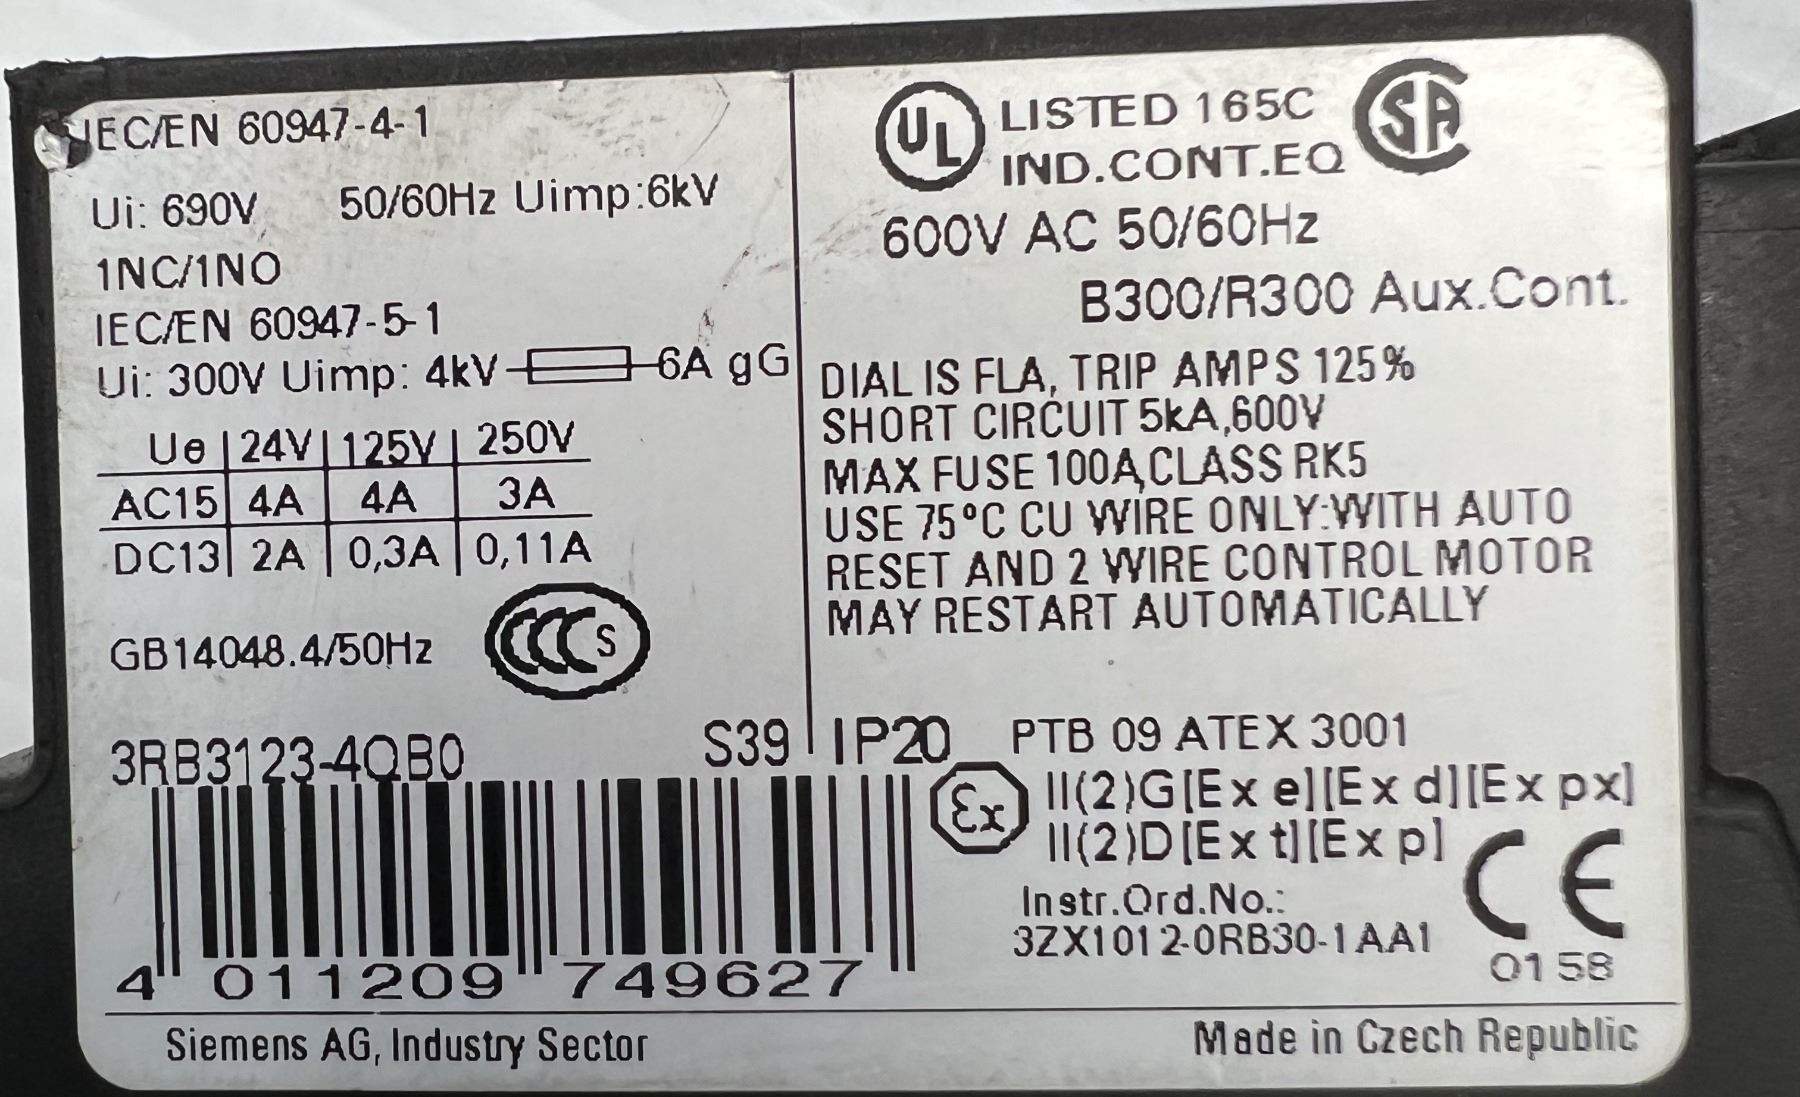 IEC/EN 60947-4-1
Ui: 690V 50/60Hz Uimp:6kV
1NC/1NO
IEC/EN 60947-5-1
Ui: 300V Uimp: 4kV 6A gG
Ue 24V 125V 250V
AC15 4A 4A 3A
DC13 2A 0,3A 0,11A
GB14048.4/50Hz CCC S
3RB3123-4QB0 S39
4 011209 749627
UL LISTED 165C SA
IND.CONT.EQ
600V AC 50/60Hz
B300/R300 Aux.Cont.
DIAL IS FLA, TRIP AMPS 125%
SHORT CIRCUIT 5kA,600V
MAX FUSE 100A,CLASS RK5
USE 75°C CU WIRE ONLY:WITH AUTO
RESET AND 2 WIRE CONTROL MOTOR
MAY RESTART AUTOMATICALLY
IP20 PTB 09 ATEX 3001
Ex II(2)G[Ex e][Ex d][Ex px]
II(2)D[Ex t][Ex p]
CE
Instr.Ord.No.:
3ZX1012-0RB30-1AA1
0158
Siemens AG, Industry Sector
Made in Czech Republic